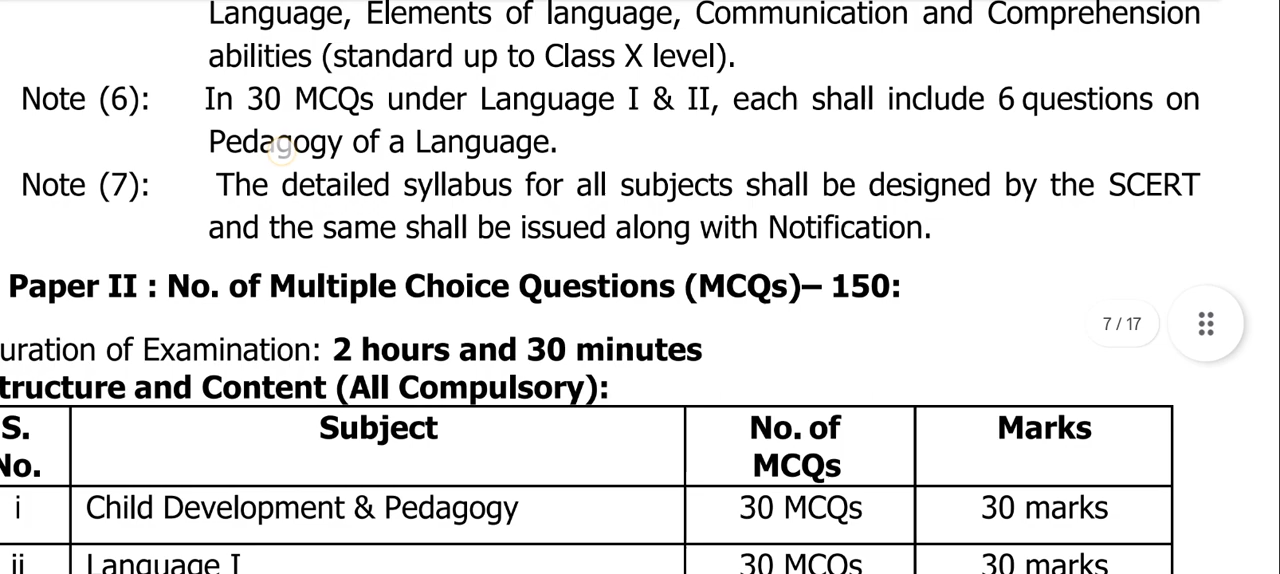 Language, Elements of language, Communication and Comprehension
abilities (standard up to Class X level).
Note (6): In 30 MCQs under Language I & II, each shall include 6 questions on
Pedagogy of a Language.
Note (7): The detailed syllabus for all subjects shall be designed by the SCERT
and the same shall be issued along with Notification.
Paper II : No. of Multiple Choice Questions (MCQs)– 150:
7 / 17
uration of Examination: 2 hours and 30 minutes
tructure and Content (All Compulsory):
S. Subject No. of Marks
No. MCQs
i Child Development & Pedagogy 30 MCQs 30 marks
ii Language I 30 MCQs 30 marks